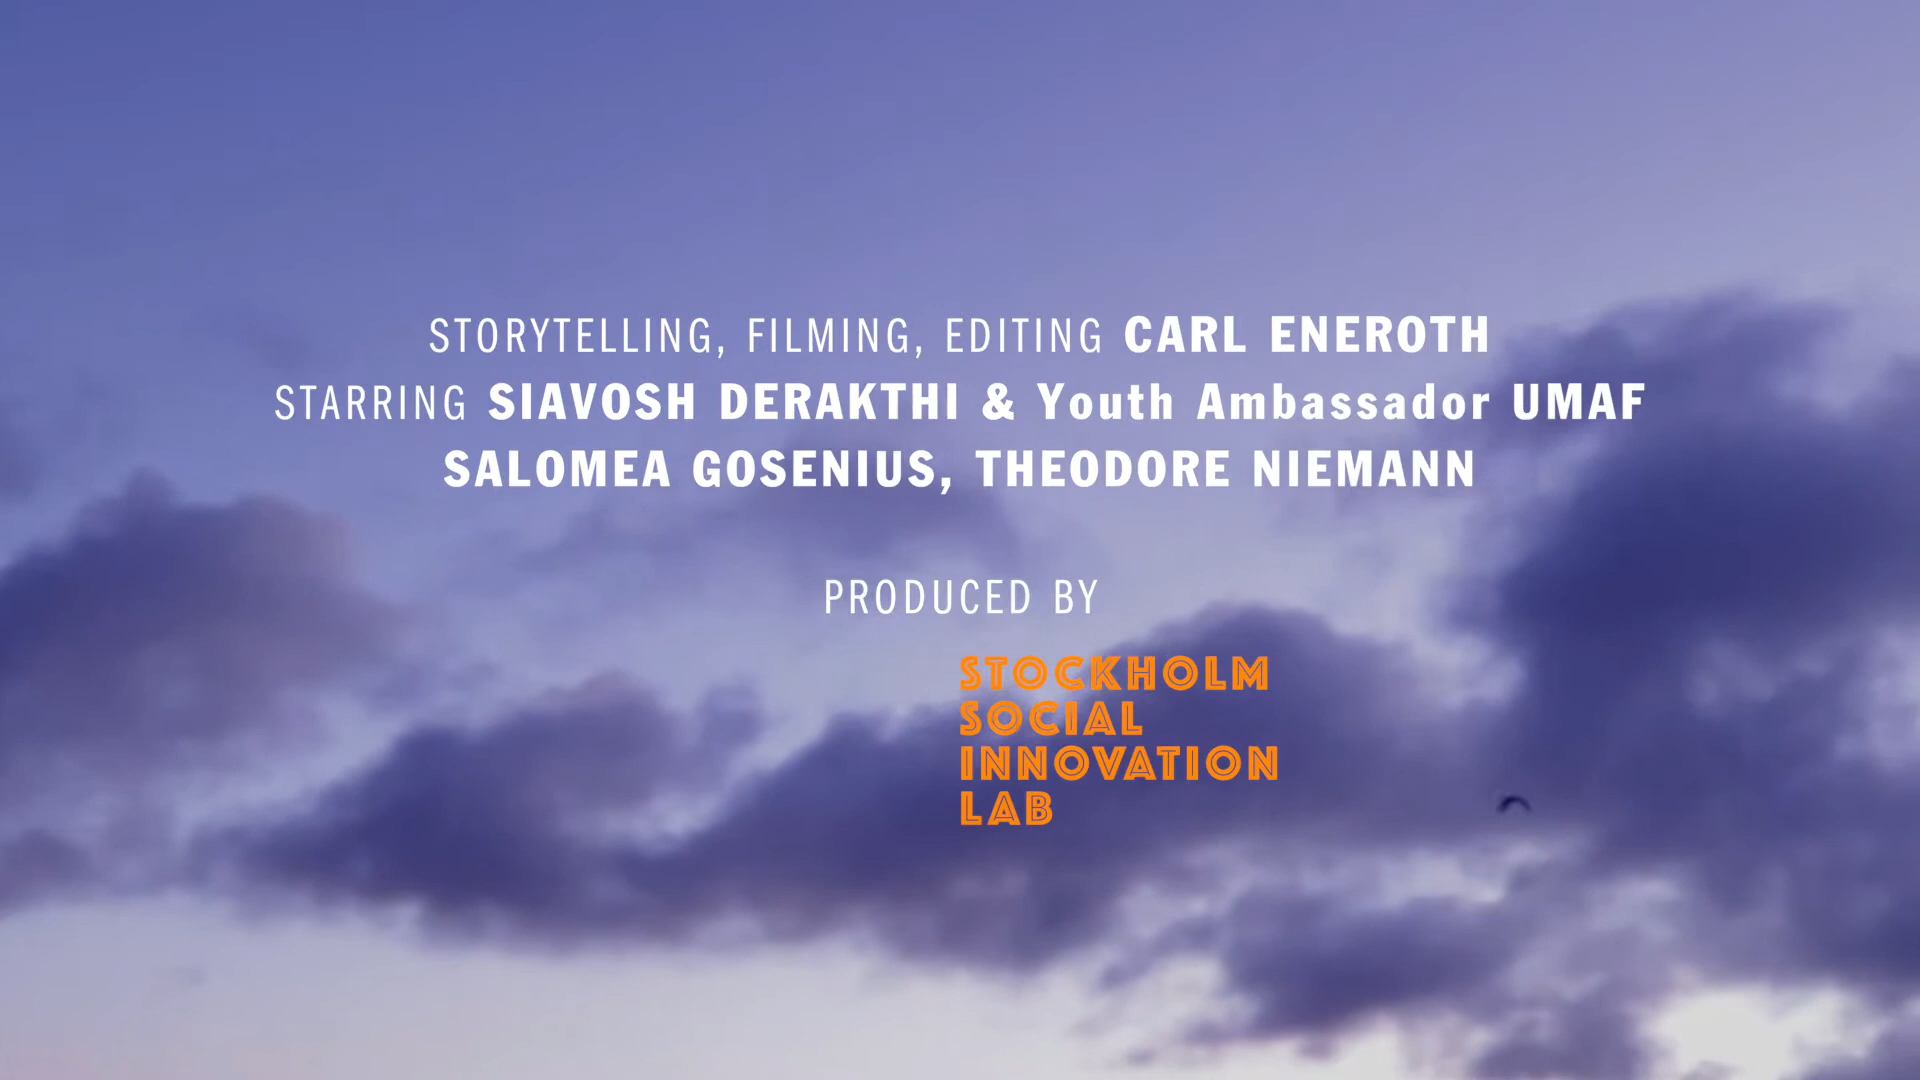 STORYTELLING, FILMING, EDITING CARL ENEROTH
STARRING SIAVOSH DERAKTHI & Youth Ambassador UMAF
SALOMEA GOSENIUS, THEODORE NIEMANN
PRODUCED BY
STOCKHOLM
SOCIAL
INNOVATION
LAB